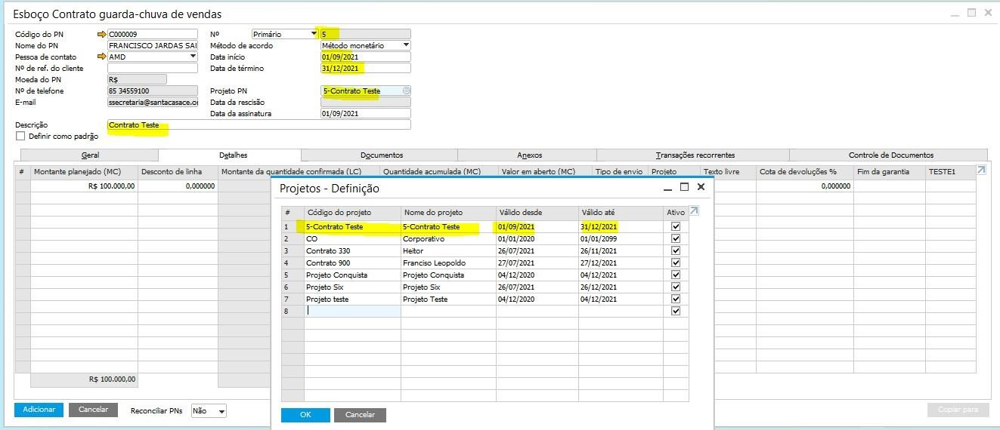 Esboço Contrato guarda-chuva de vendas
Código do PN C000009 Nº Primário 5
Nome do PN FRANCISCO JARDAS SAI Método de acordo Método monetário
Pessoa de contato AMD Data início 01/09/2021
Nº de ref. do cliente Data de término 31/12/2021
Moeda do PN R$
Nº de telefone 85 34559100 Projeto PN 5-Contrato Teste
E-mail ssecretaria@santacasace.o Data da rescisão
Data da assinatura 01/09/2021
Descrição Contrato Teste
Definir como padrão
Geral Detalhes Documentos Anexos Transações recorrentes Controle de Documentos
# Montante planejado (MC) Desconto de linha Montante da quantidade confirmada (LC) Quantidade acumulada (MC) Valor em aberto (MC) Tipo de envio Projeto Texto livre Cota de devoluções % Fim da garantia TESTE1
R$ 100.000,00 0,000000 0,000000
Projetos - Definição
# Código do projeto Nome do projeto Válido desde Válido até Ativo
1 5-Contrato Teste 5-Contrato Teste 01/09/2021 31/12/2021
2 CO Corporativo 01/01/2020 01/01/2099
3 Contrato 330 Heitor 26/07/2021 26/11/2021
4 Contrato 900 Franciso Leopoldo 27/07/2021 27/12/2021
5 Projeto Conquista Projeto Conquista 04/12/2020 04/12/2021
6 Projeto Six Projeto Six 26/07/2021 26/12/2021
7 Projeto teste Projeto Teste 04/12/2020 04/12/2021
8
R$ 100.000,00
Adicionar Cancelar Reconciliar PNs Não Copiar para
OK Cancelar